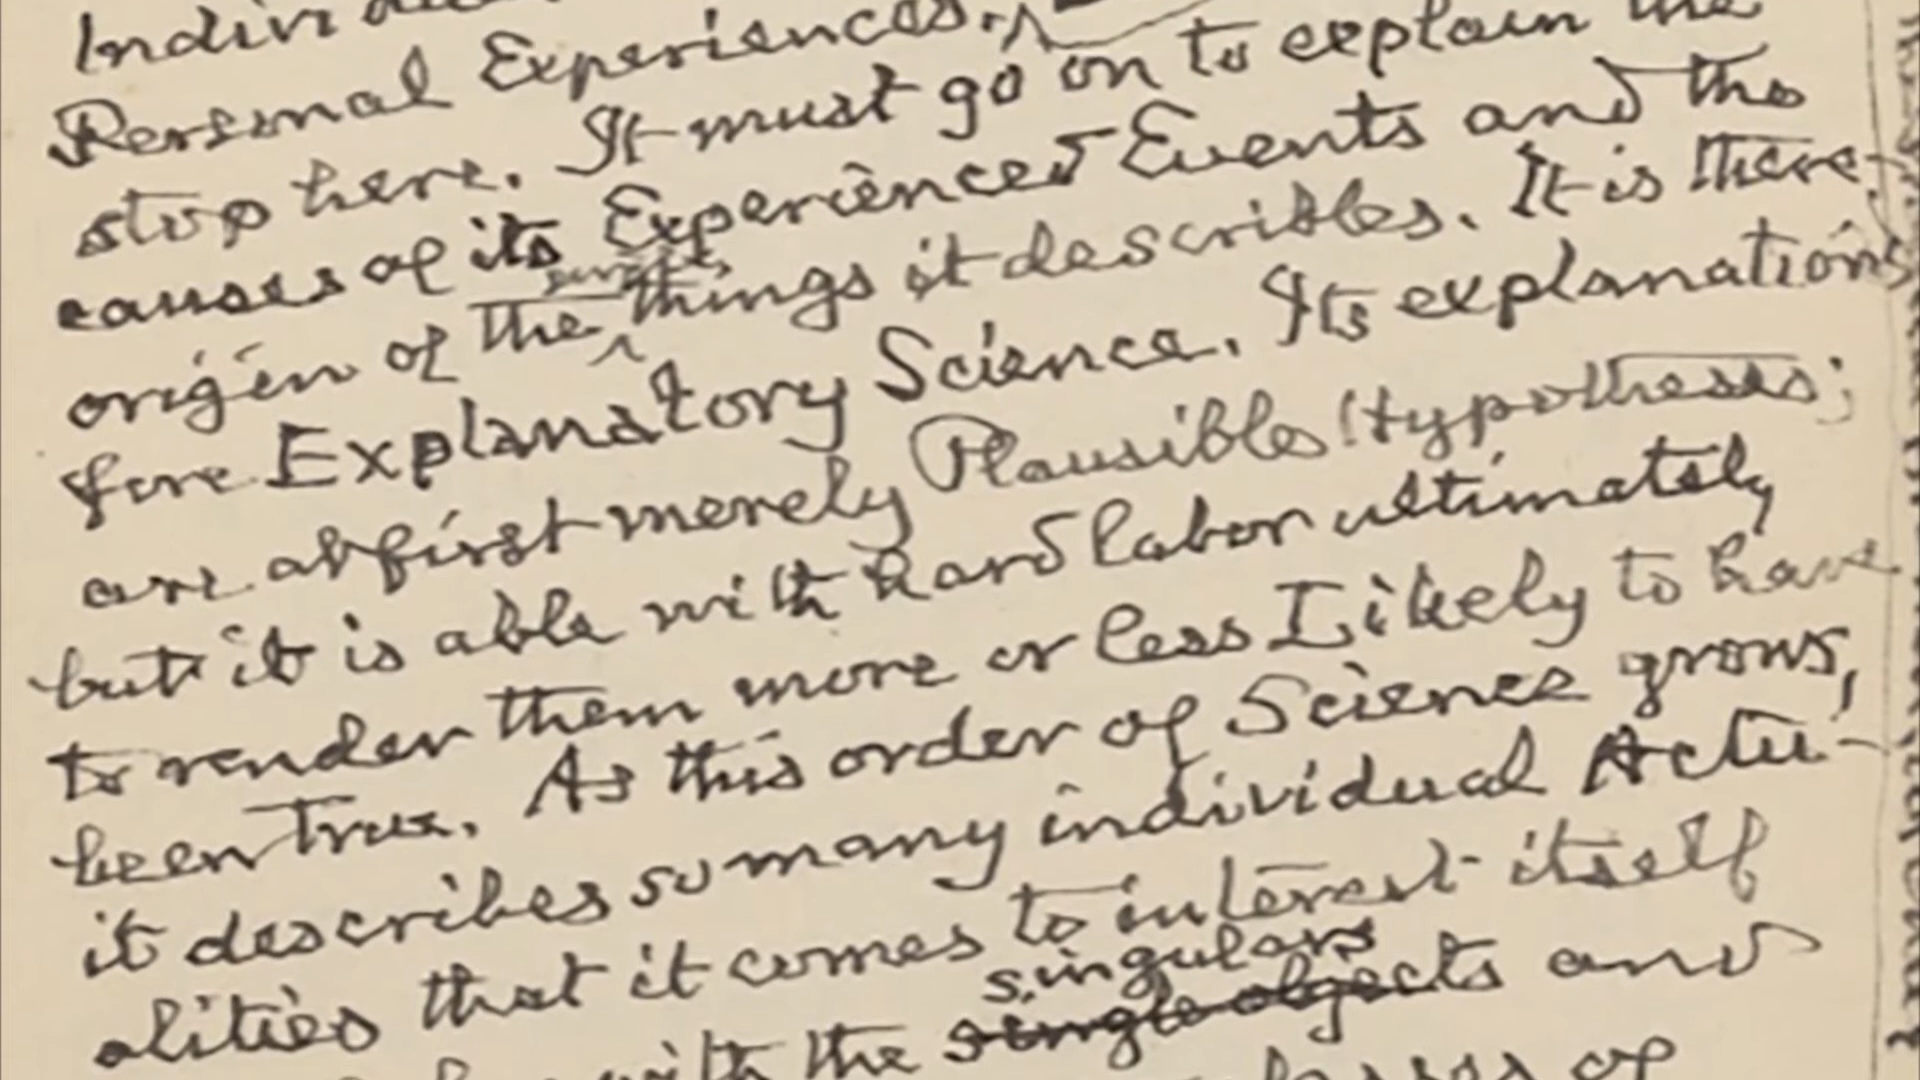 Personal Experiences.
stop here. It must go on to explain the
causes of its Experienced Events and the
origin of the things it describes. It is there-
fore Explanatory Science. Its explanations
are at first merely Plausible Hypotheses;
but it is able with hard labor ultimately
to render them more or less Likely to have
been True. As this order of Science grows,
it describes so many individual Actu-
alities that it comes to interest itself
singulars
with the single objects and